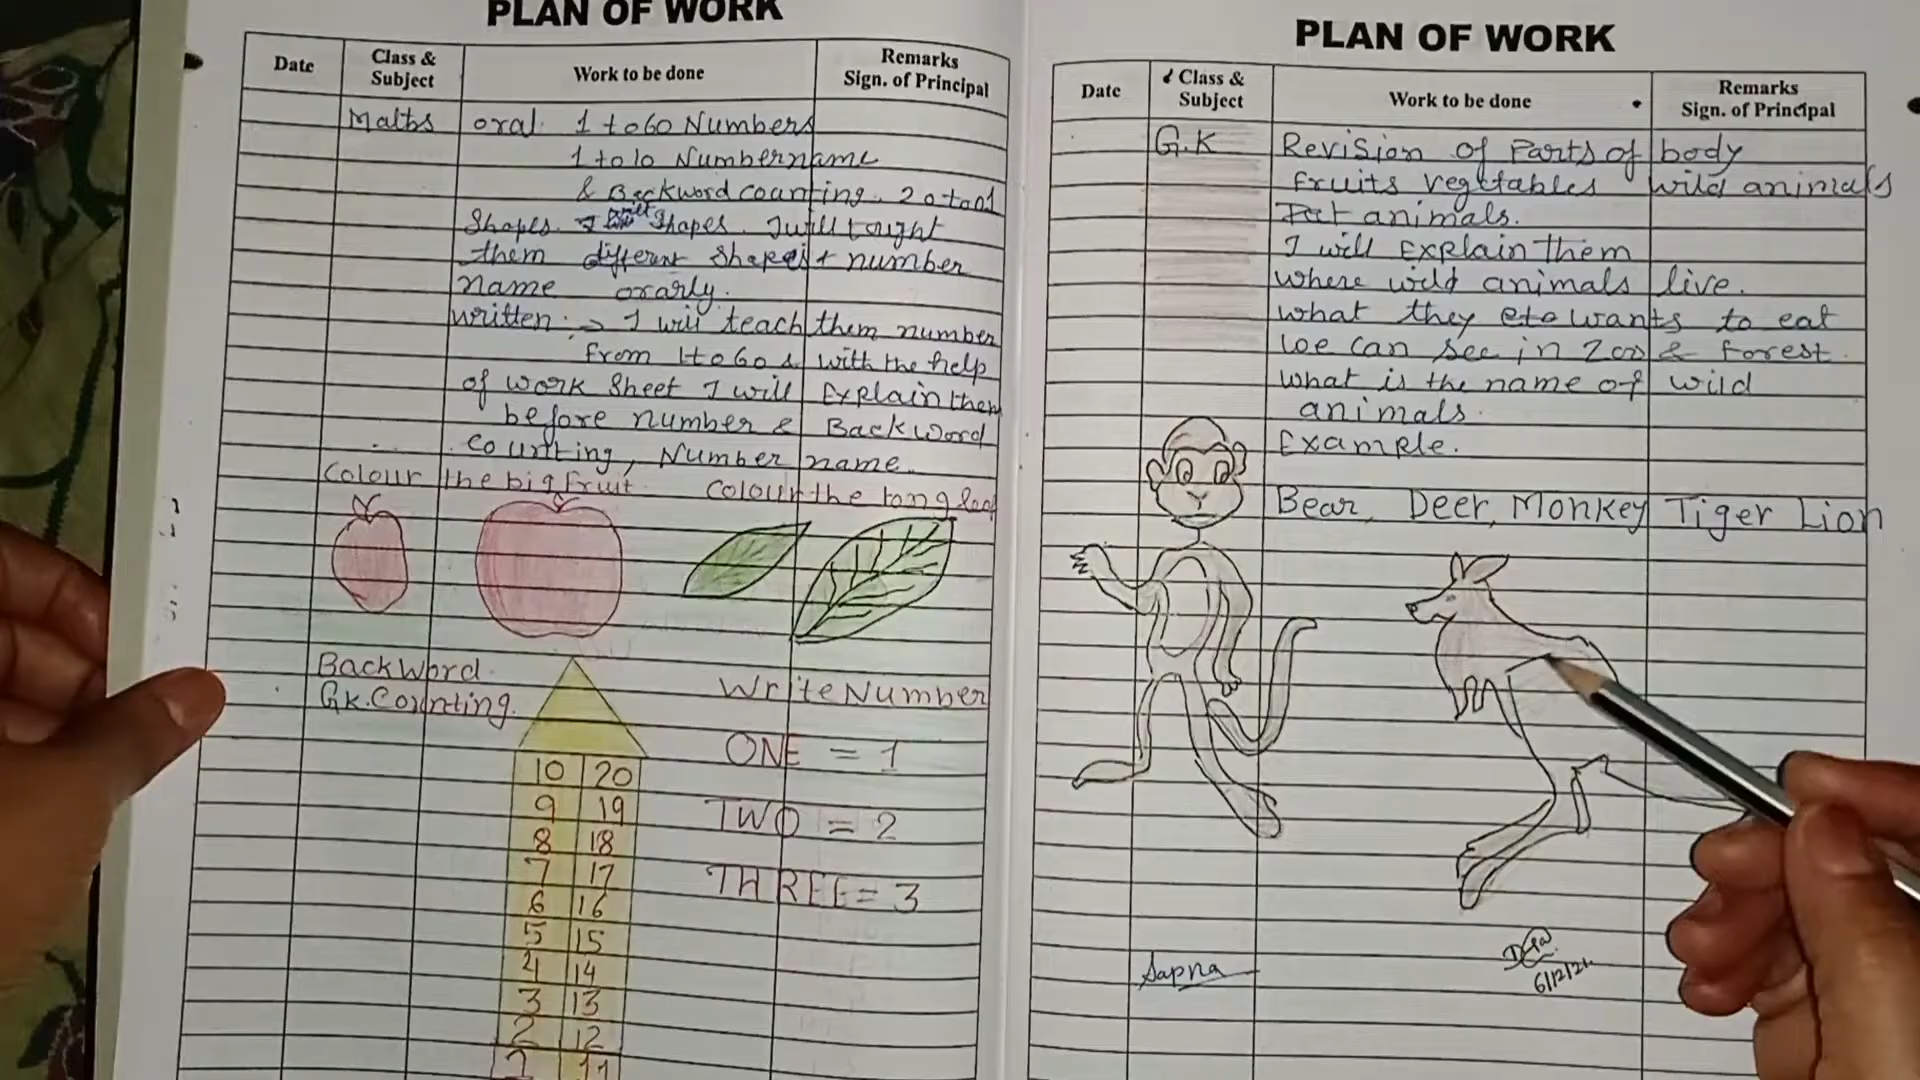 PLAN OF WORK
Date
Class & Subject
Work to be done
Remarks Sign. of Principal
Maths
oral. 1 to 60 Numbers
1 to 10 Number name
& Backword counting. 20 to 01
Shapes. Shapes. I will tought
them different Shapes + number
name orarly.
written. → I will teach them number
from 1 to 60 & with the help
of work Sheet I will Explain them
before number & BackWord
counting, Number name.
Colour the big fruit. Colour the long leaf
BackWord
Gk. Counting.
Write Number
10 20
9 19
8 18
7 17
6 16
5 15
4 14
3 13
2 12
1 11
ONE = 1
TWO = 2
THREE = 3
PLAN OF WORK
Date
Class & Subject
Work to be done
Remarks Sign. of Principal
G.K
Revision of Parts of body
fruits vegetables wild animals
Pet animals.
I will Explain them
where wild animals live.
what they wants to eat
we can see in Zoo & forest.
what is the name of wild
animals.
Example.
Bear, Deer, Monkey Tiger Lion
Sapna
6/12/21.